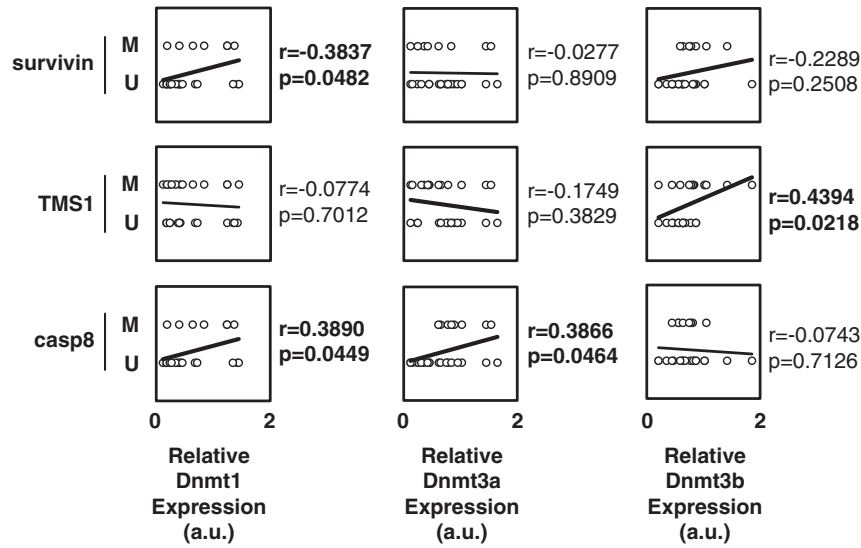 survivin
M
U
r=-0.3837
p=0.0482
r=-0.0277
p=0.8909
r=-0.2289
p=0.2508
TMS1
M
U
r=-0.0774
p=0.7012
r=-0.1749
p=0.3829
r=0.4394
p=0.0218
casp8
M
U
r=0.3890
p=0.0449
r=0.3866
p=0.0464
r=-0.0743
p=0.7126
0 2
0 2
0 2
Relative
Dnmt1
Expression
(a.u.)
Relative
Dnmt3a
Expression
(a.u.)
Relative
Dnmt3b
Expression
(a.u.)